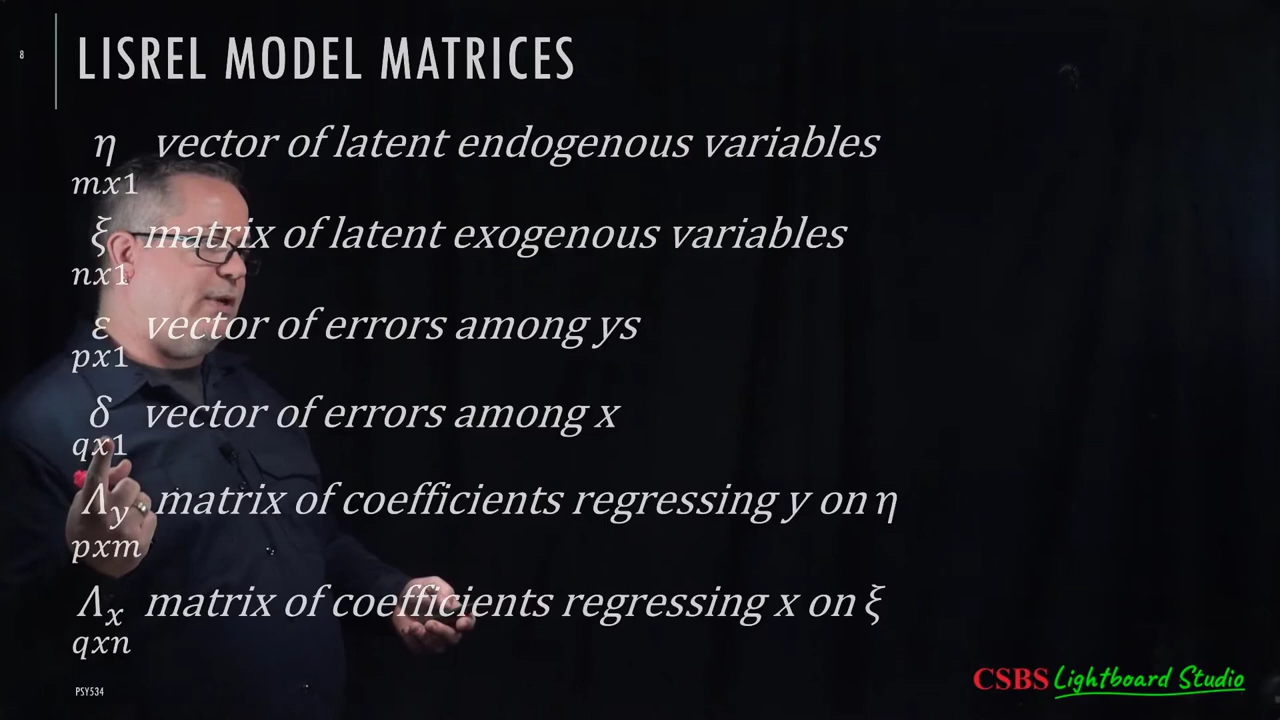 8
LISREL MODEL MATRICES
η vector of latent endogenous variables
mx1
ξ matrix of latent exogenous variables
nx1
ε vector of errors among ys
px1
δ vector of errors among x
qx1
Λy matrix of coefficients regressing y on η
pxm
Λx matrix of coefficients regressing x on ξ
qxn
PSY534
CSBS Lightboard Studio